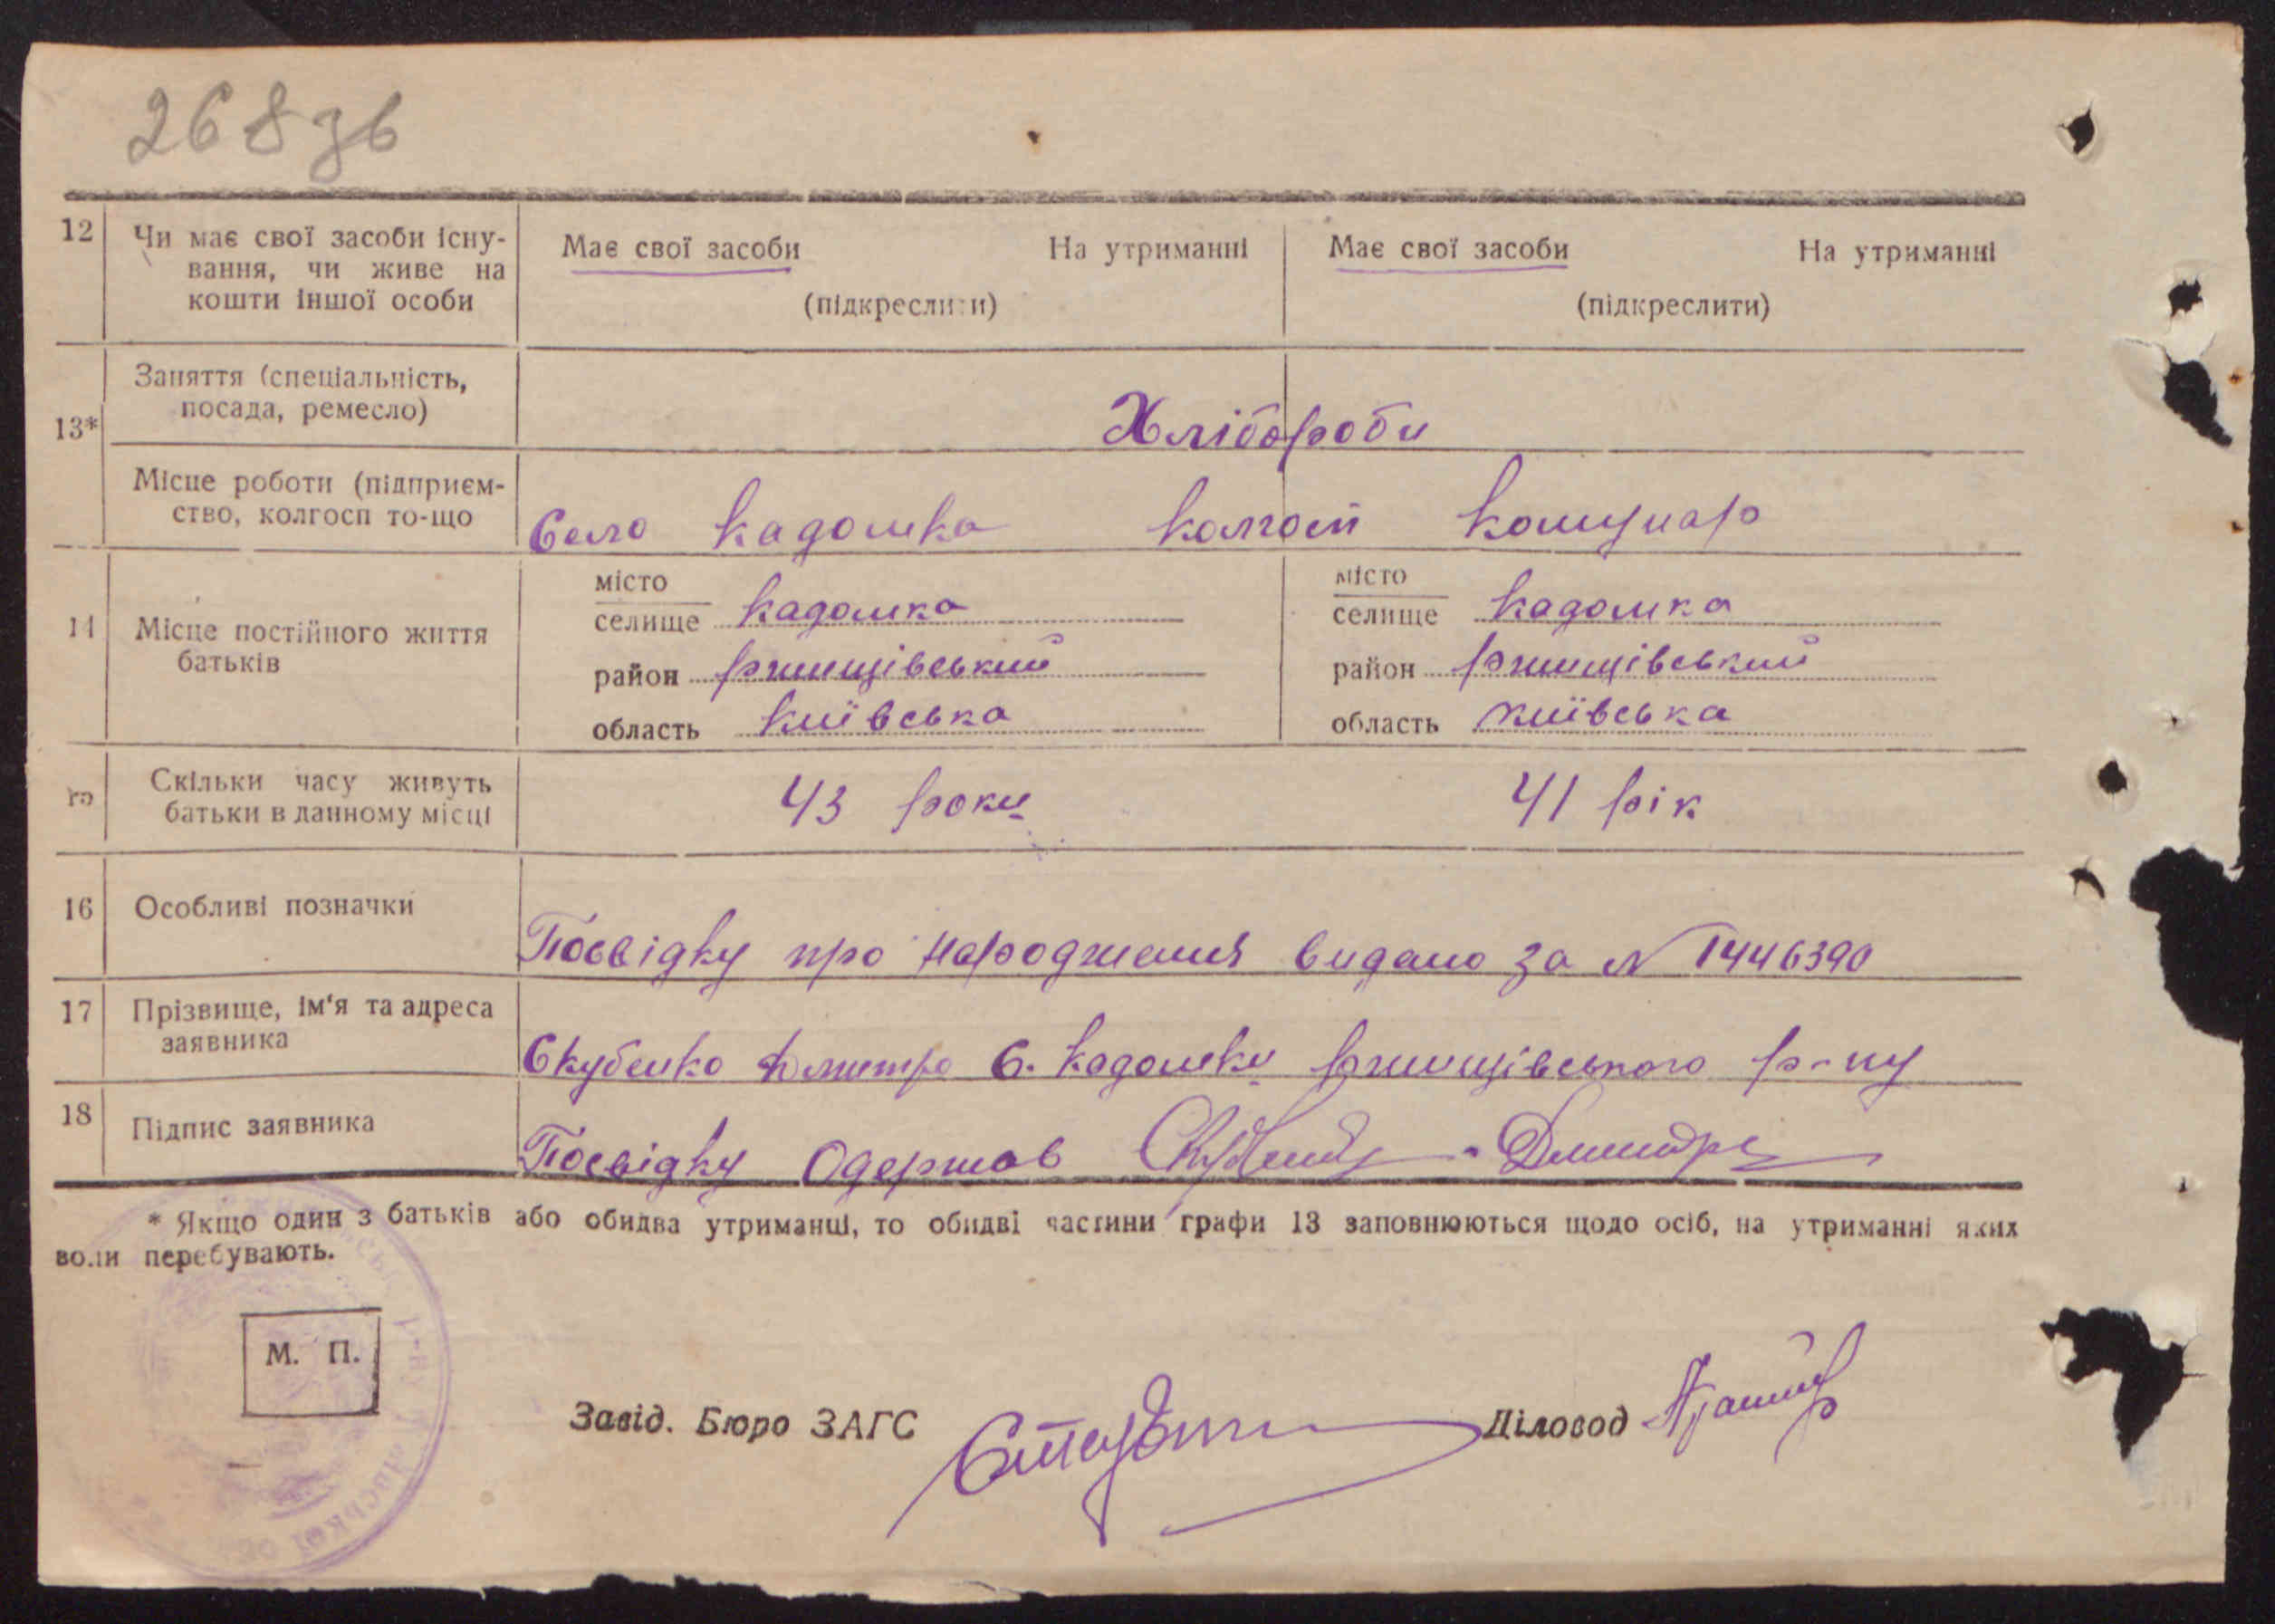 268 зв
12 Чи має свої засоби існу-
вання, чи живе на
кошти іншої особи
Має свої засоби На утриманні Має свої засоби На утриманні
(підкреслити) (підкреслити)
13* Заняття (спеціальність,
посада, ремесло)
Хлібороби
Місце роботи (підприєм-
ство, колгосп то-що
Село Кадомка колгосп Комунар
14 Місце постійного життя
батьків
місто
селище Кадомка
район Ржищівський
область Київська
місто
селище Кадомка
район Ржищівський
область Київська
Скільки часу живуть
батьки в данному місці
43 роки 41 рік
16 Особливі позначки
Посвідку про народження видано за № 1446390
17 Прізвище, ім'я та адреса
заявника
Скубенко Дмитро С. Кадомки Ржищівського р-ну
18 Підпис заявника
Посвідку Одержав Скубенко Дмитро
* Якщо один з батьків або обидва утриманці, то обидві частини графи 13 заповнюються щодо осіб, на утриманні яких
вони перебувають.
М. П.
Завід. Бюро ЗАГС Діловод